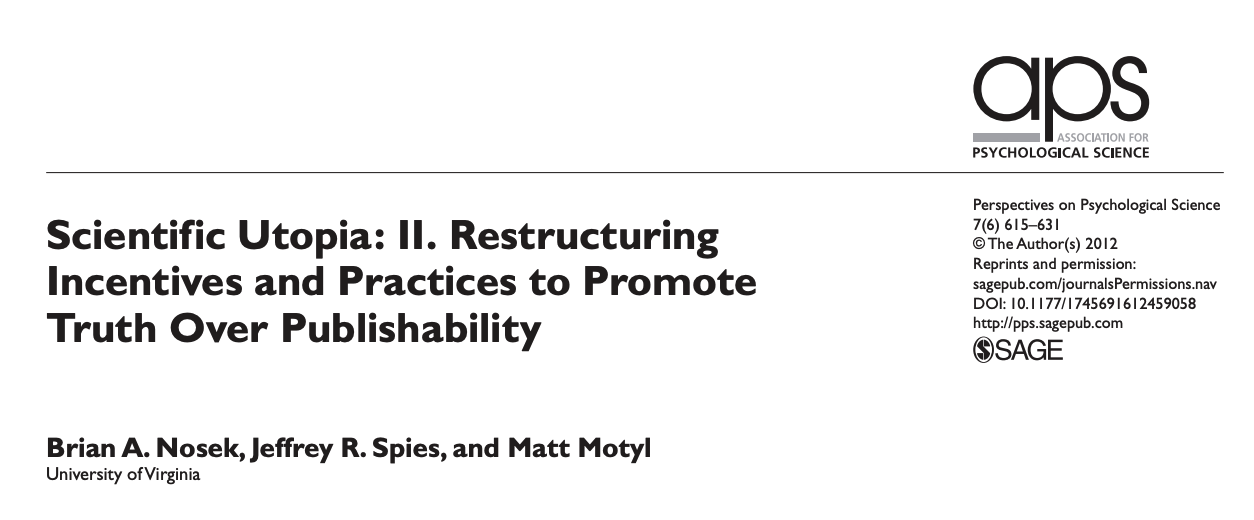 aps
ASSOCIATION FOR
PSYCHOLOGICAL SCIENCE
Scientific Utopia: II. Restructuring
Incentives and Practices to Promote
Truth Over Publishability
Perspectives on Psychological Science
7(6) 615–631
© The Author(s) 2012
Reprints and permission:
sagepub.com/journalsPermissions.nav
DOI: 10.1177/1745691612459058
http://pps.sagepub.com
SAGE
Brian A. Nosek, Jeffrey R. Spies, and Matt Motyl
University of Virginia